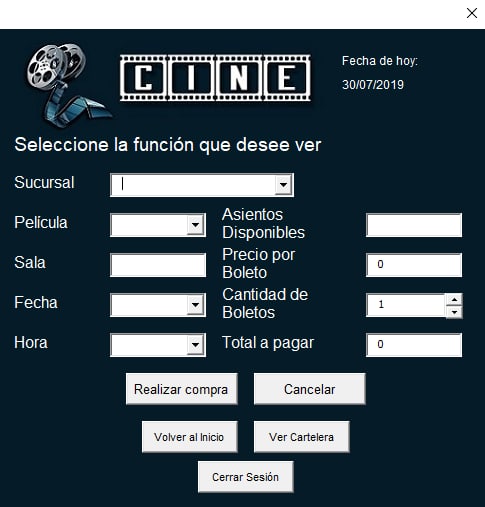 CINE
Fecha de hoy:
30/07/2019
Seleccione la función que desee ver
Sucursal
Película
Asientos
Disponibles
Sala
Precio por
Boleto
0
Fecha
Cantidad de
Boletos
1
Hora
Total a pagar
0
Realizar compra
Cancelar
Volver al Inicio
Ver Cartelera
Cerrar Sesión